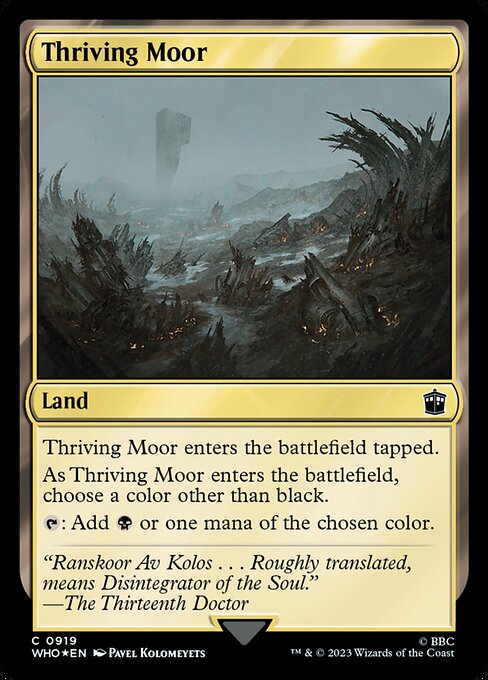 Thriving Moor
Land
Thriving Moor enters the battlefield tapped.
As Thriving Moor enters the battlefield,
choose a color other than black.
: Add or one mana of the chosen color.
“Ranskoor Av Kolos . . . Roughly translated,
means Disintegrator of the Soul.”
—The Thirteenth Doctor
C 0919
© BBC
WHO★EN Pavel Kolomeyets
™ & © 2023 Wizards of the Coast